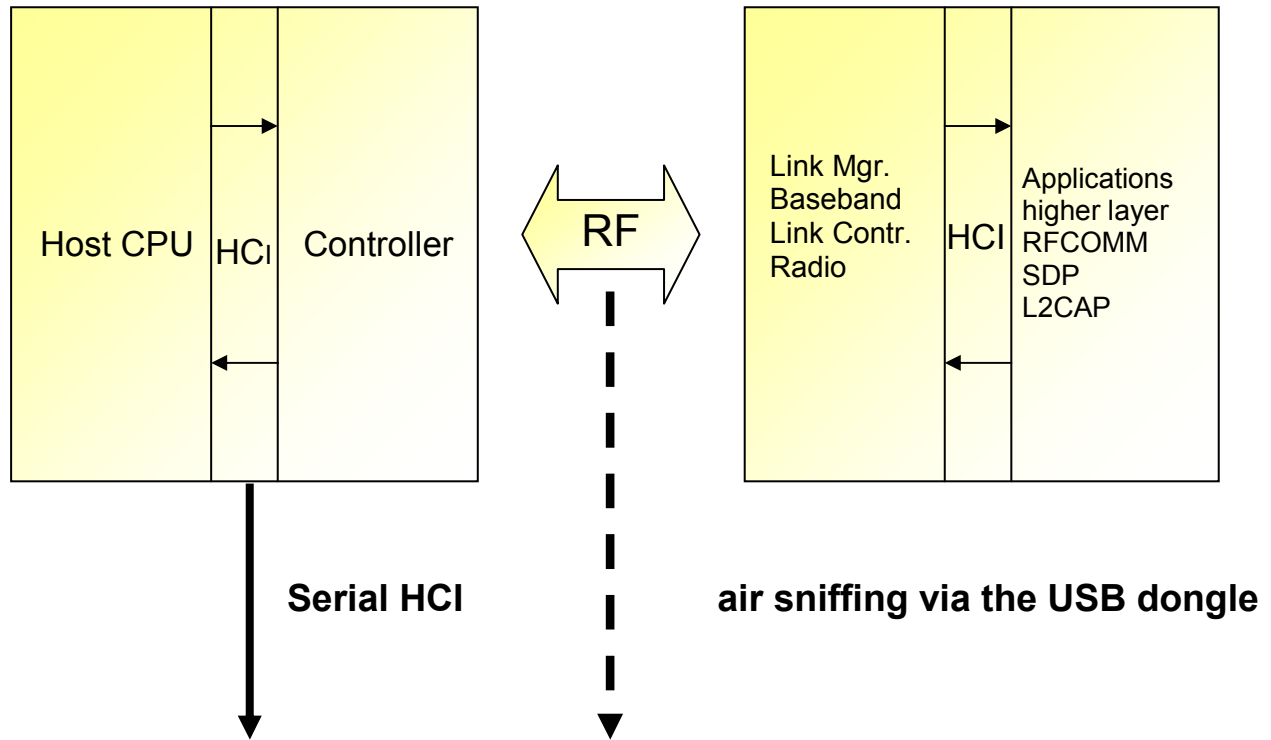 Host CPU
HCI
Controller
RF
Link Mgr.
Baseband
Link Contr.
Radio
HCI
Applications
higher layer
RFCOMM
SDP
L2CAP
Serial HCI
air sniffing via the USB dongle